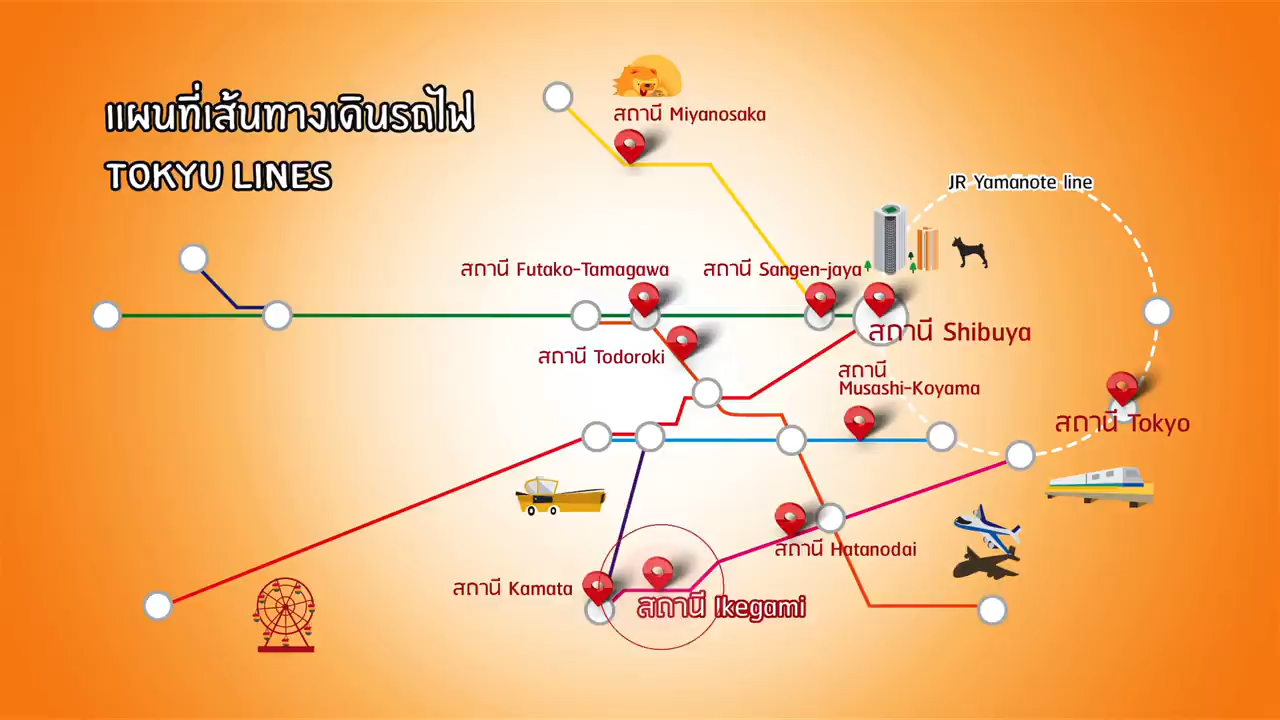 แผนที่เส้นทางเดินรถไฟ
TOKYU LINES
สถานี Miyanosaka
JR Yamanote line
สถานี Futako-Tamagawa
สถานี Sangen-jaya
สถานี Shibuya
สถานี Todoroki
สถานี
Musashi-Koyama
สถานี Tokyo
สถานี Hatanodai
สถานี Kamata
สถานี Ikegami